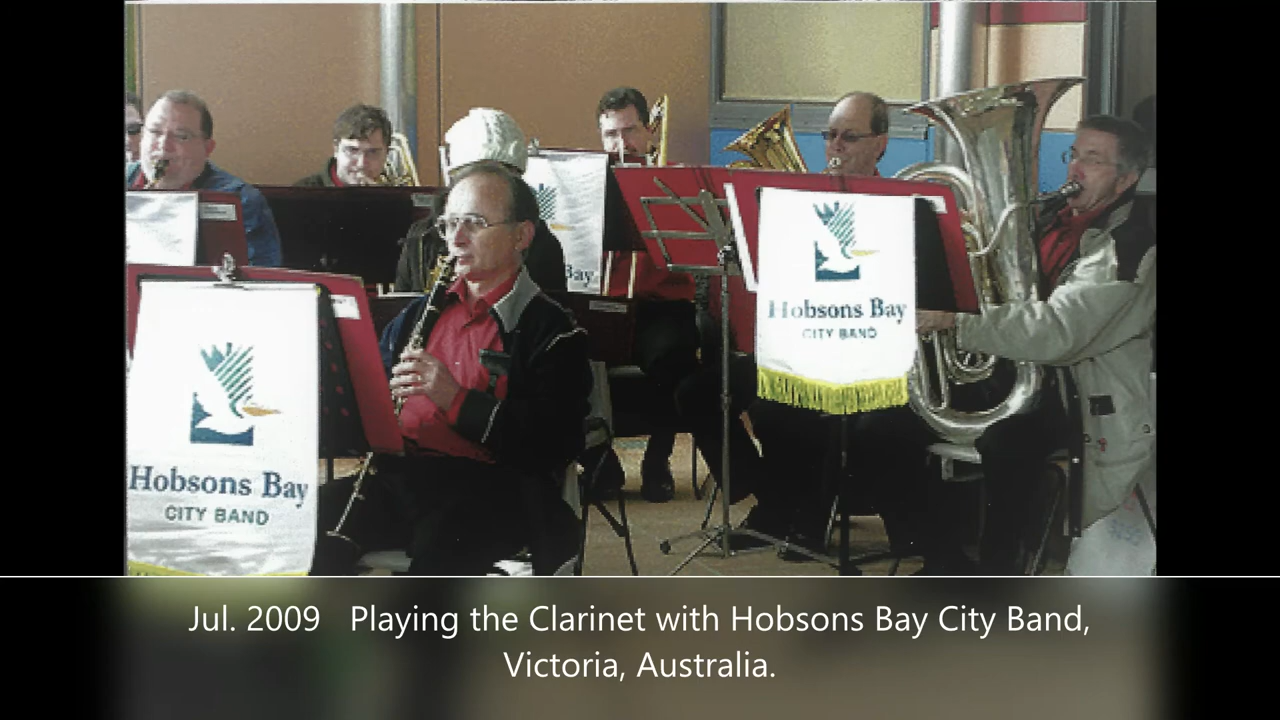 Bay
Hobsons Bay
CITY BAND
Hobsons Bay
CITY BAND
Jul. 2009 Playing the Clarinet with Hobsons Bay City Band,
Victoria, Australia.